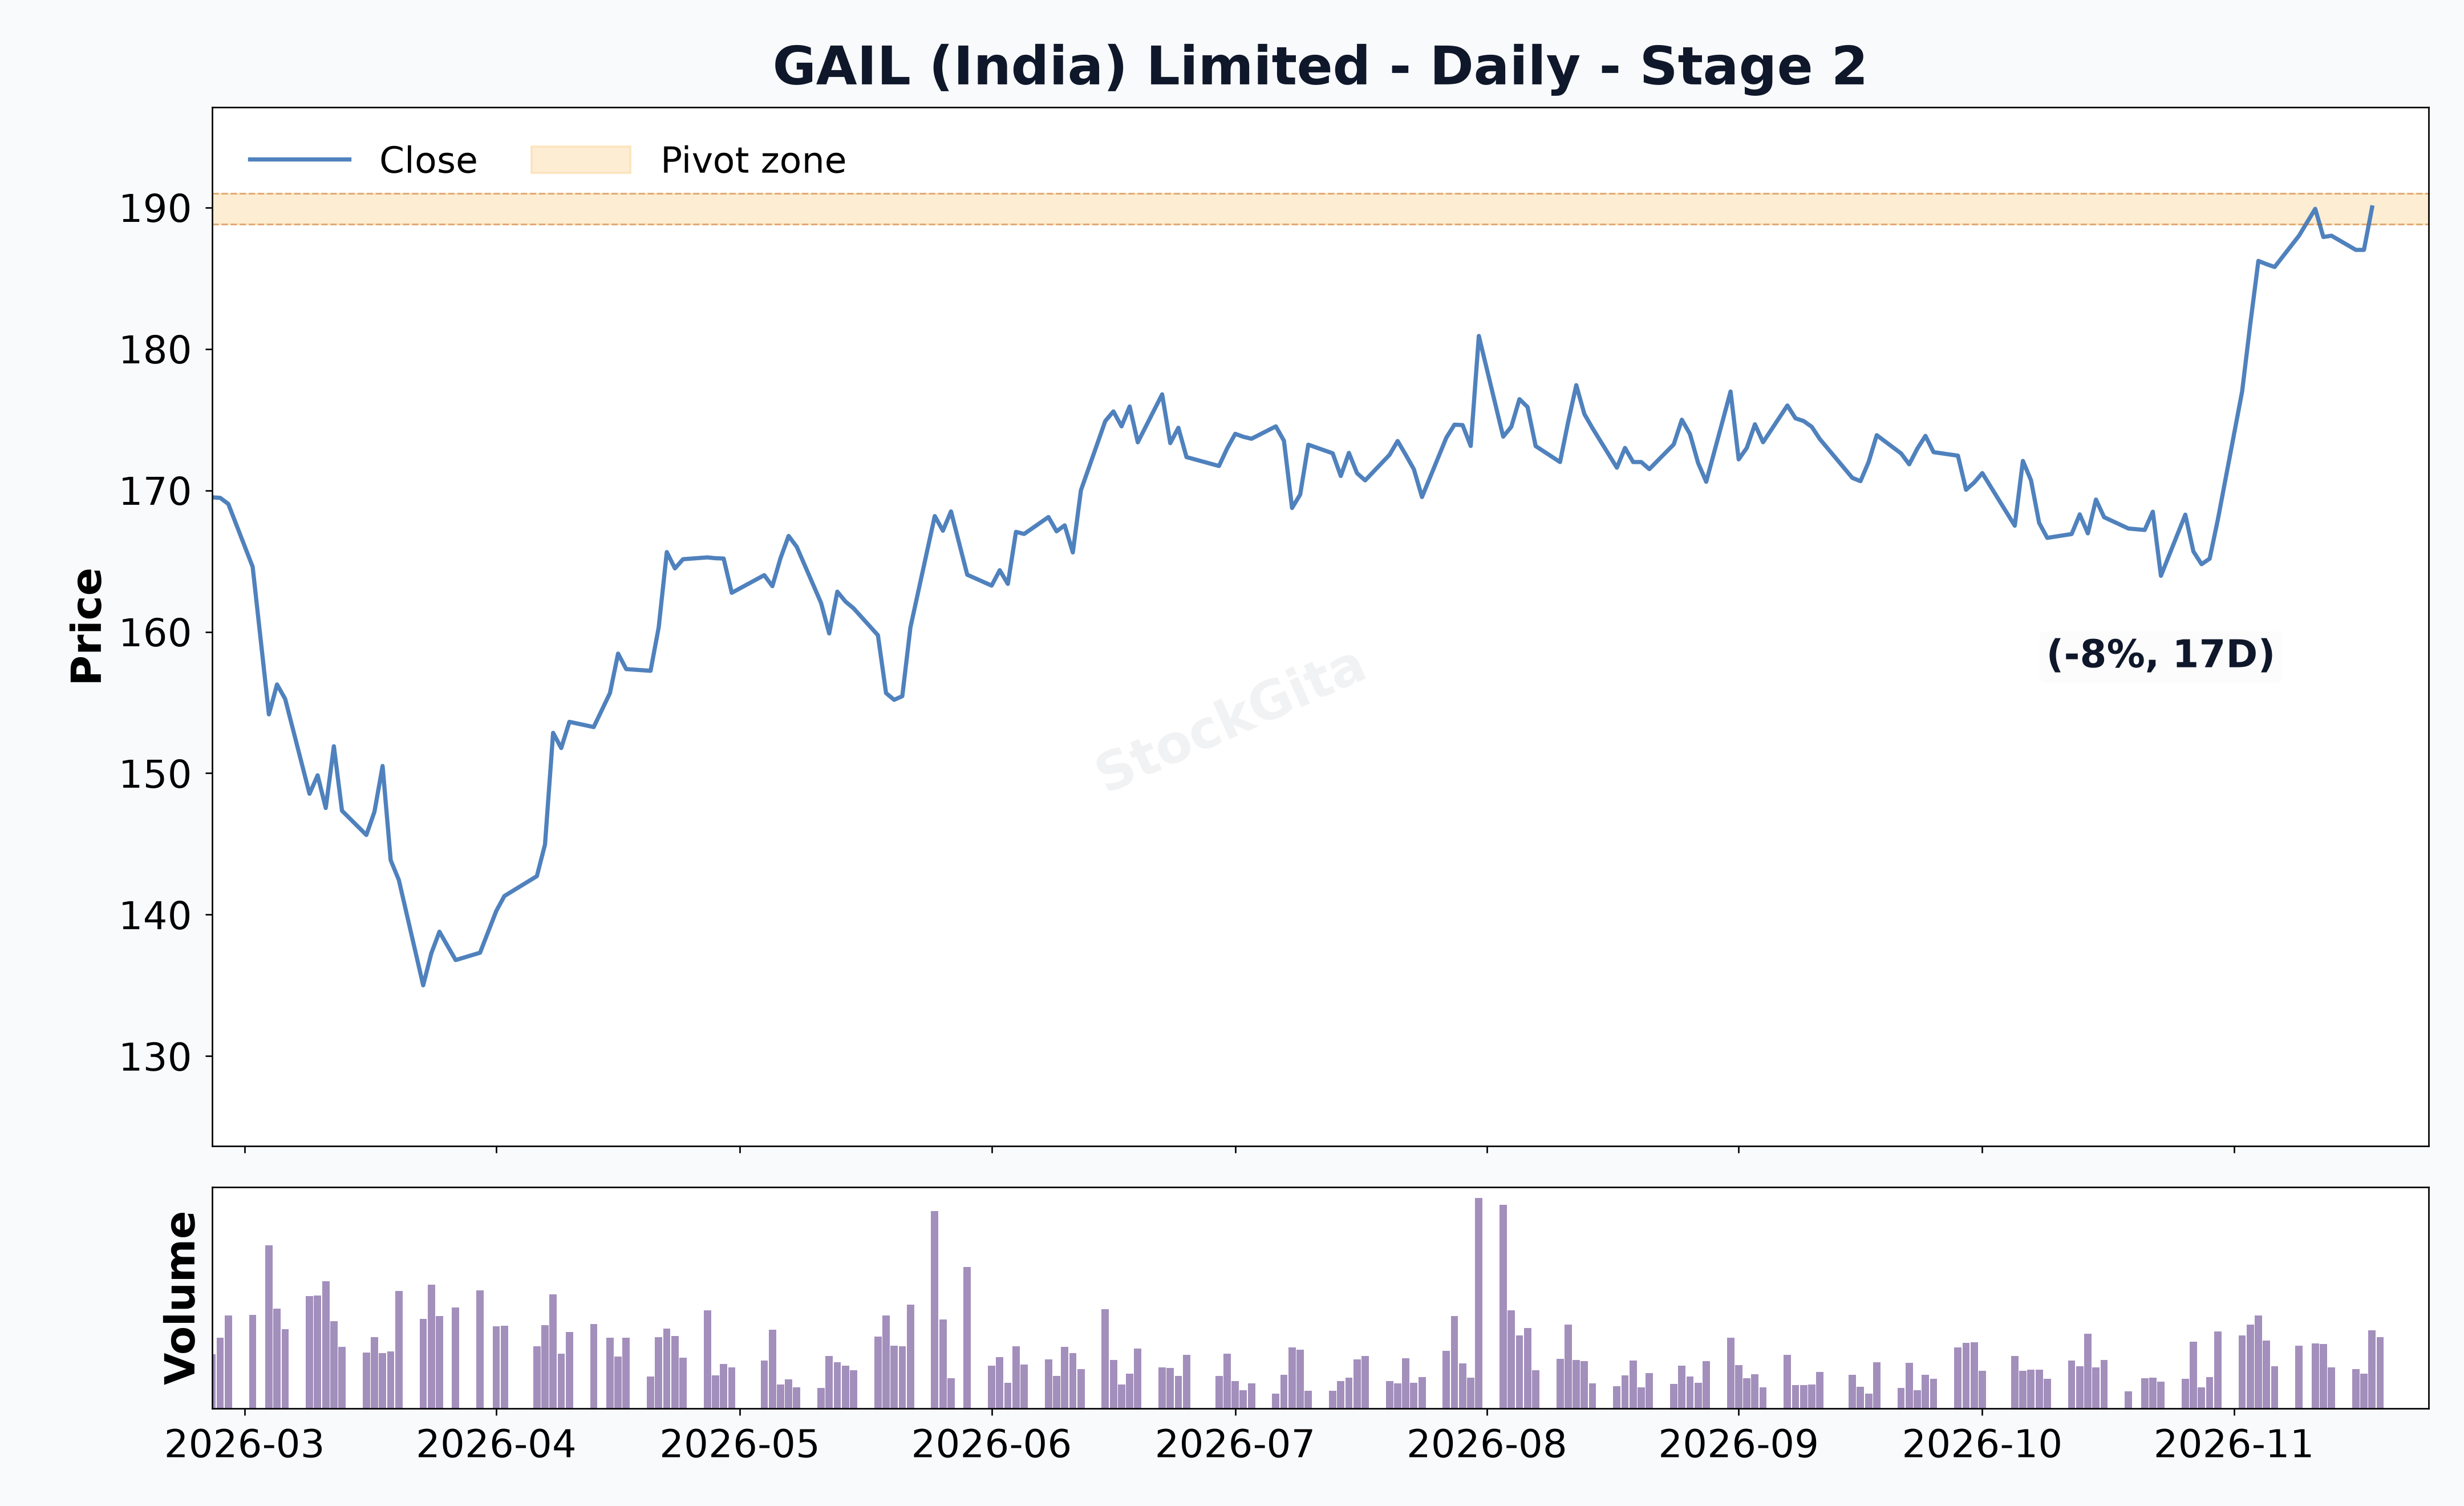 GAIL (India) Limited - Daily - Stage 2
Close
Pivot zone
190
180
170
160
150
140
130
Price
(-8%, 17D)
StockGita
Volume
2026-03
2026-04
2026-05
2026-06
2026-07
2026-08
2026-09
2026-10
2026-11